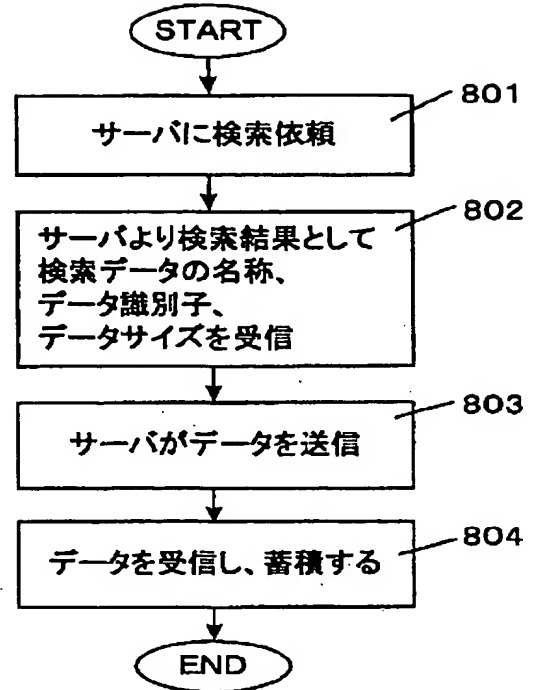 START
801
サーバに検索依頼
802
サーバより検索結果として
検索データの名称、
データ識別子、
データサイズを受信
803
サーバがデータを送信
804
データを受信し、蓄積する
END